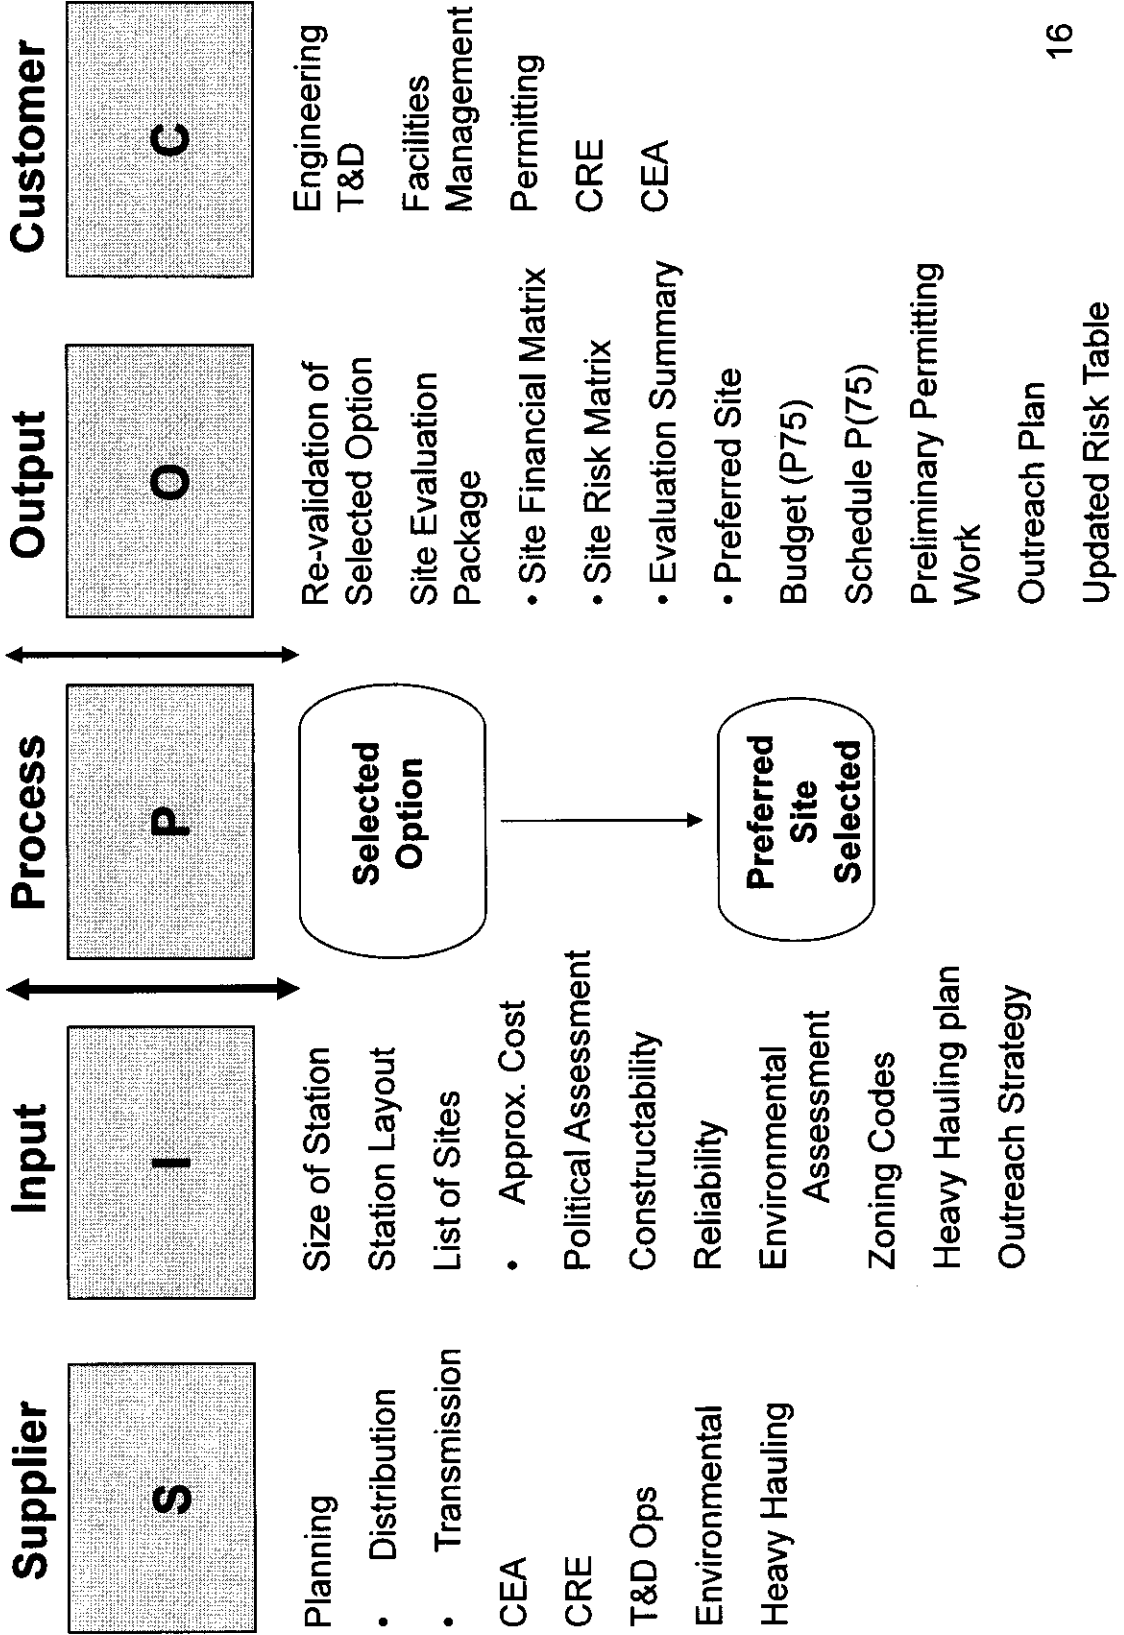 Supplier
S
Planning
• Distribution
• Transmission
CEA
CRE
T&D Ops
Environmental
Heavy Hauling
Input
I
Size of Station
Station Layout
List of Sites
• Approx. Cost
Political Assessment
Constructability
Reliability
Environmental
Assessment
Zoning Codes
Heavy Hauling plan
Outreach Strategy
Process
P
Selected
Option
Preferred
Site
Selected
Output
O
Re-validation of
Selected Option
Site Evaluation
Package
• Site Financial Matrix
• Site Risk Matrix
• Evaluation Summary
• Preferred Site
Budget (P75)
Schedule P(75)
Preliminary Permitting
Work
Outreach Plan
Updated Risk Table
Customer
C
Engineering
T&D
Facilities
Management
Permitting
CRE
CEA
16